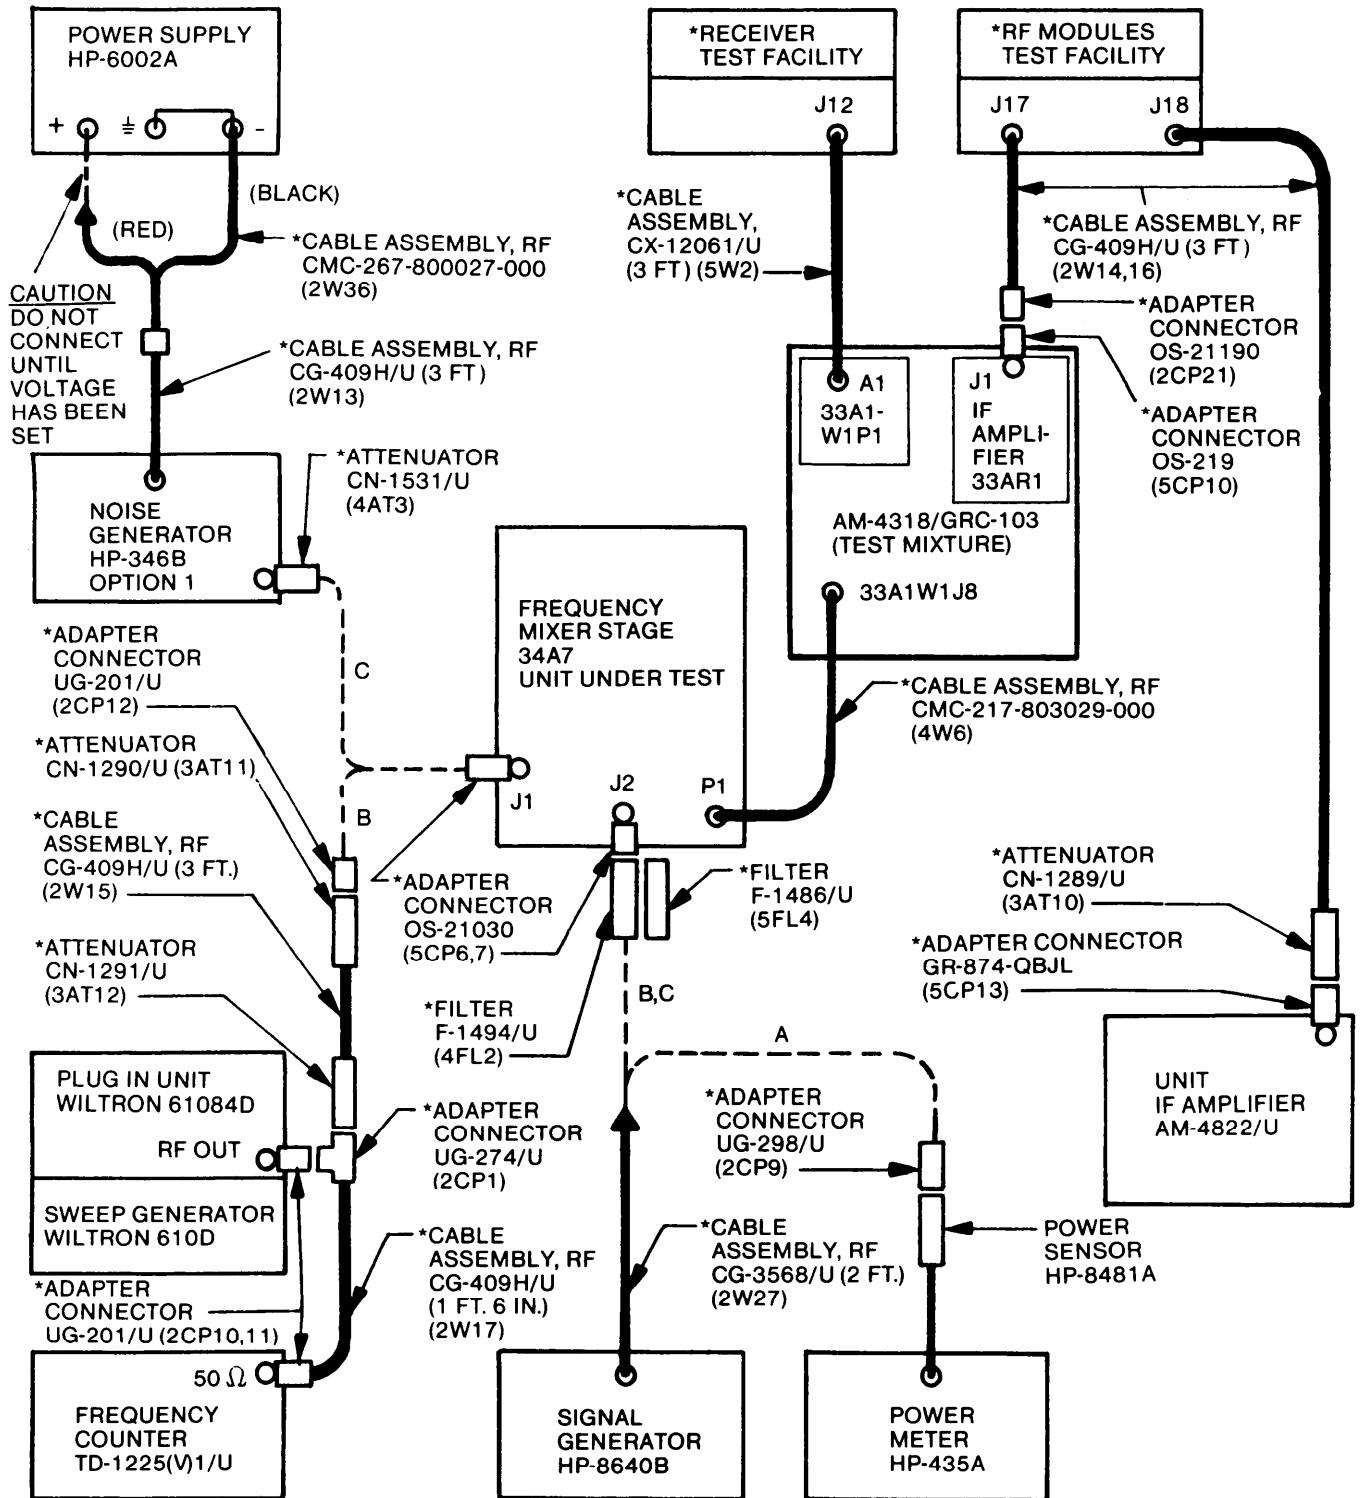 POWER SUPPLY
HP-6002A
+
-
(BLACK)
(RED)
*CABLE ASSEMBLY, RF
CMC-267-800027-000
(2W36)
CAUTION
DO NOT
CONNECT
UNTIL
VOLTAGE
HAS BEEN
SET
*CABLE ASSEMBLY, RF
CG-409H/U (3 FT)
(2W13)
*RECEIVER
TEST FACILITY
J12
*RF MODULES
TEST FACILITY
J17
J18
*CABLE
ASSEMBLY,
CX-12061/U
(3 FT) (5W2)
*CABLE ASSEMBLY, RF
CG-409H/U (3 FT)
(2W14,16)
*ADAPTER
CONNECTOR
OS-21190
(2CP21)
*ADAPTER
CONNECTOR
OS-219
(5CP10)
A1
33A1-
W1P1
J1
IF
AMPLI-
FIER
33AR1
AM-4318/GRC-103
(TEST MIXTURE)
33A1W1J8
NOISE
GENERATOR
HP-346B
OPTION 1
*ATTENUATOR
CN-1531/U
(4AT3)
FREQUENCY
MIXER STAGE
34A7
UNIT UNDER TEST
J1
J2
P1
*CABLE ASSEMBLY, RF
CMC-217-803029-000
(4W6)
*ADAPTER
CONNECTOR
UG-201/U
(2CP12)
C
*ATTENUATOR
CN-1290/U (3AT11)
B
*CABLE
ASSEMBLY, RF
CG-409H/U (3 FT.)
(2W15)
*ATTENUATOR
CN-1291/U
(3AT12)
*ADAPTER
CONNECTOR
OS-21030
(5CP6,7)
*FILTER
F-1486/U
(5FL4)
*FILTER
F-1494/U
(4FL2)
B,C
A
*ATTENUATOR
CN-1289/U
(3AT10)
*ADAPTER CONNECTOR
GR-874-QBJL
(5CP13)
UNIT
IF AMPLIFIER
AM-4822/U
PLUG IN UNIT
WILTRON 61084D
RF OUT
SWEEP GENERATOR
WILTRON 610D
*ADAPTER
CONNECTOR
UG-274/U
(2CP1)
*ADAPTER
CONNECTOR
UG-298/U
(2CP9)
*ADAPTER
CONNECTOR
UG-201/U (2CP10,11)
*CABLE
ASSEMBLY, RF
CG-409H/U
(1 FT. 6 IN.)
(2W17)
*CABLE
ASSEMBLY, RF
CG-3568/U (2 FT.)
(2W27)
POWER
SENSOR
HP-8481A
50 Ω
FREQUENCY
COUNTER
TD-1225(V)1/U
SIGNAL
GENERATOR
HP-8640B
POWER
METER
HP-435A